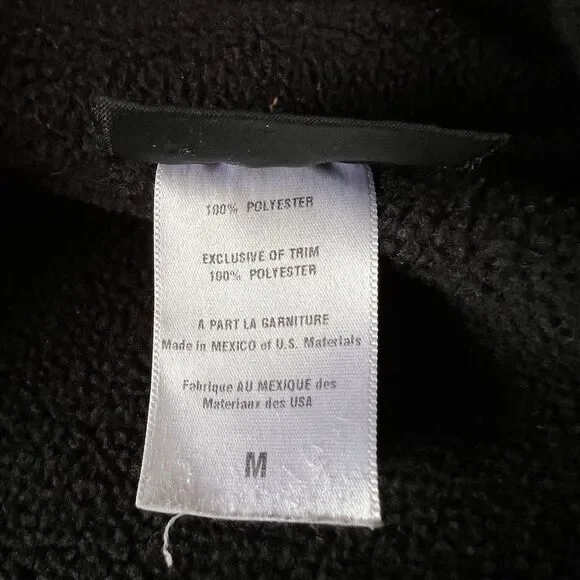 100% POLYESTER
EXCLUSIVE OF TRIM
100% POLYESTER
A PART LA GARNITURE
Made in MEXICO of U.S. Materials
Fabrique AU MEXIQUE des
Materiaux des USA
M